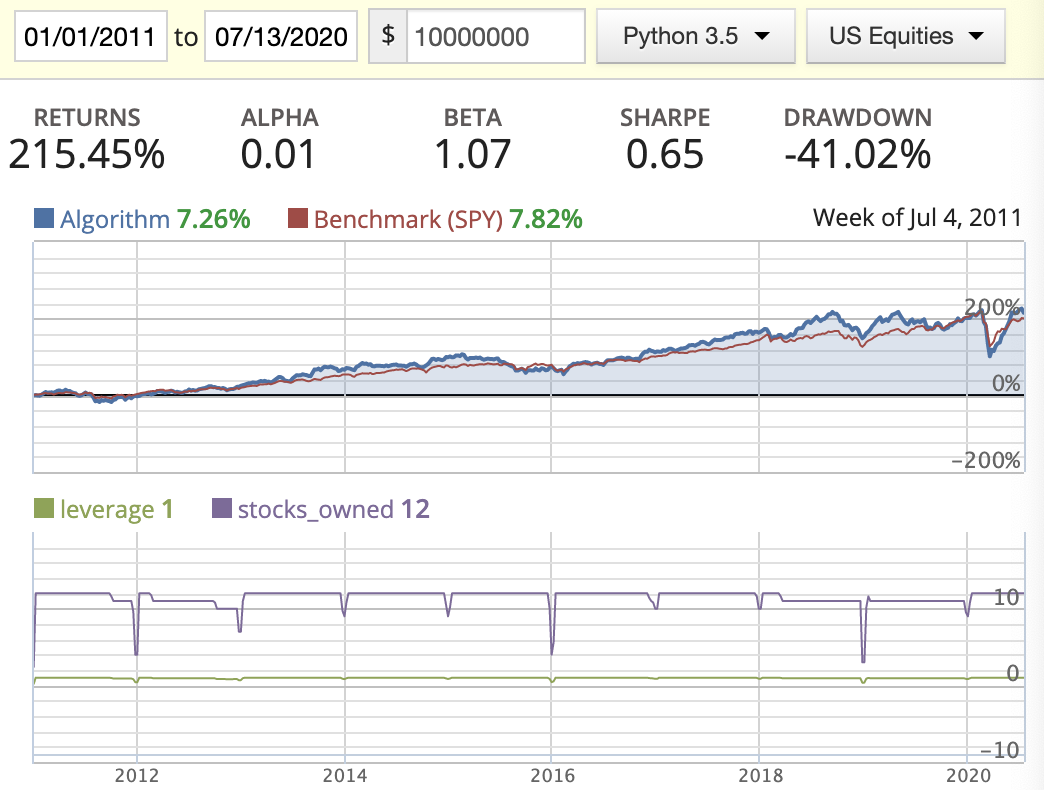 01/01/2011 to 07/13/2020 $ 10000000 Python 3.5 US Equities
RETURNS ALPHA BETA SHARPE DRAWDOWN
215.45% 0.01 1.07 0.65 -41.02%
Algorithm 7.26% Benchmark (SPY) 7.82% Week of Jul 4, 2011
200%
0%
−200%
leverage 1 stocks_owned 12
10
0
−10
2012 2014 2016 2018 2020